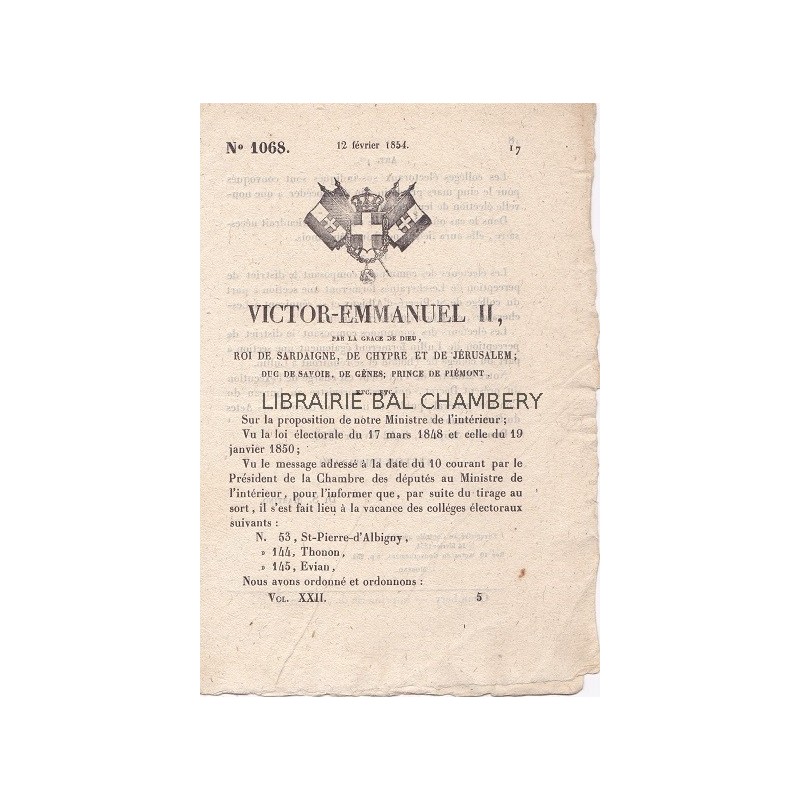 Nº 1068.
12 février 1854.
17
VICTOR-EMMANUEL II,
PAR LA GRACE DE DIEU,
ROI DE SARDAIGNE, DE CHYPRE ET DE JÉRUSALEM;
DUC DE SAVOIE, DE GÊNES; PRINCE DE PIÉMONT,
ETC. ETC.
LIBRAIRIE BAL CHAMBERY
Sur la proposition de notre Ministre de l'intérieur;
Vu la loi électorale du 17 mars 1848 et celle du 19
janvier 1850;
Vu le message adressé à la date du 10 courant par le
Président de la Chambre des députés au Ministre de
l'intérieur, pour l'informer que, par suite du tirage au
sort, il s'est fait lieu à la vacance des colléges électoraux
suivants :
N. 53, St-Pierre-d'Albigny,
» 144, Thonon,
» 145, Evian,
Nous avons ordonné et ordonnons :
VOL. XXII.
5